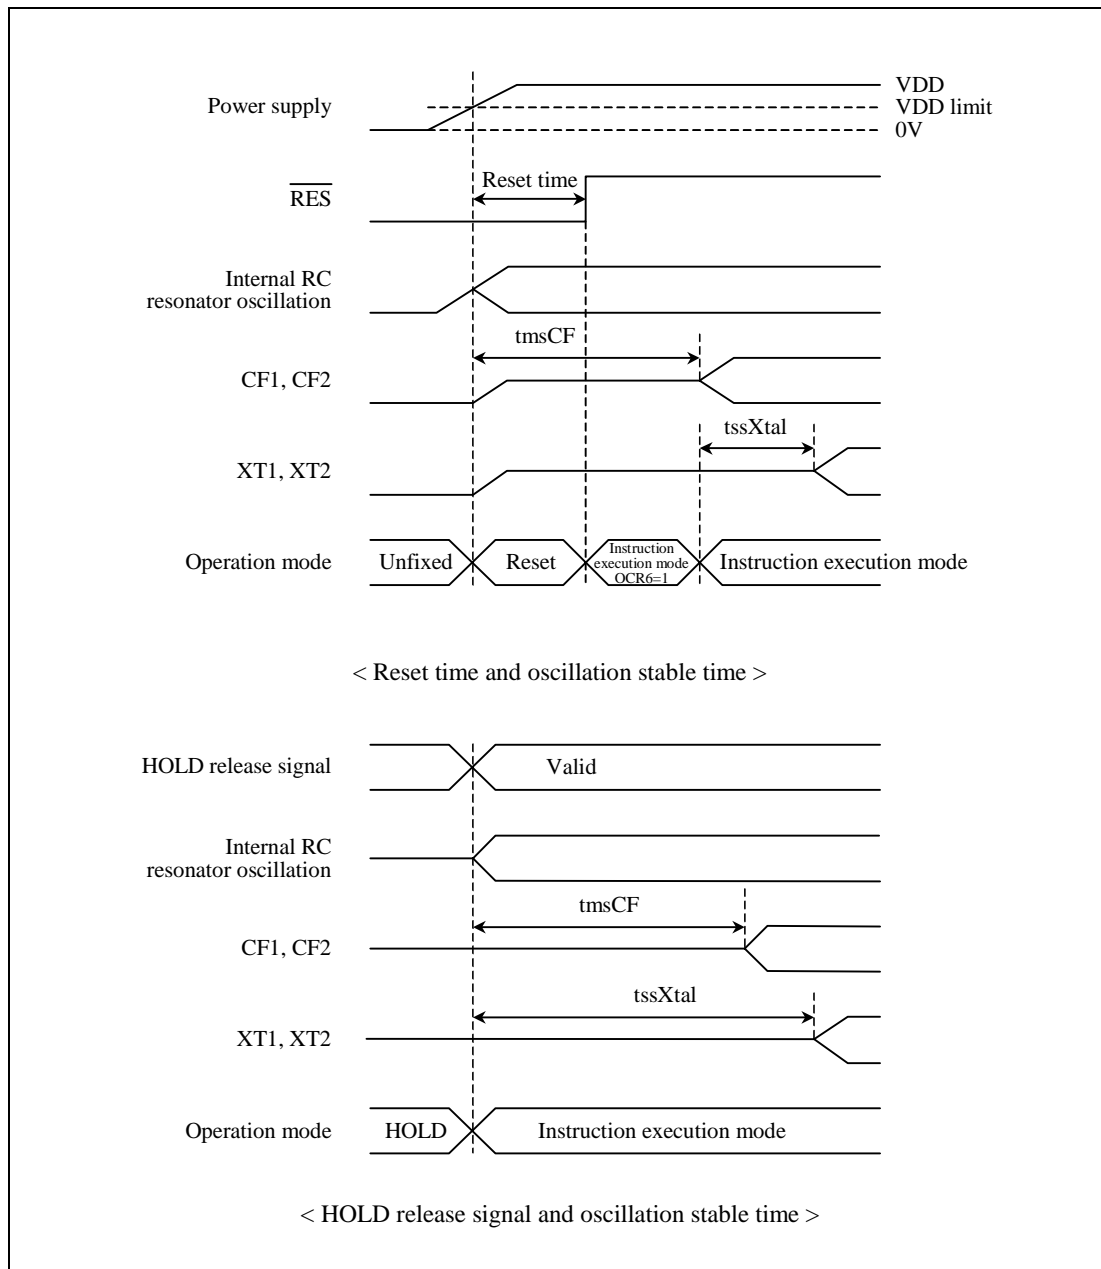 VDD
Power supply
VDD limit
0V
Reset time
RES
Internal RC
resonator oscillation
tmsCF
CF1, CF2
tssXtal
XT1, XT2
Operation mode
Unfixed
Reset
Instruction
execution mode
OCR6=1
Instruction execution mode
< Reset time and oscillation stable time >
HOLD release signal
Valid
Internal RC
resonator oscillation
tmsCF
CF1, CF2
tssXtal
XT1, XT2
Operation mode
HOLD
Instruction execution mode
< HOLD release signal and oscillation stable time >